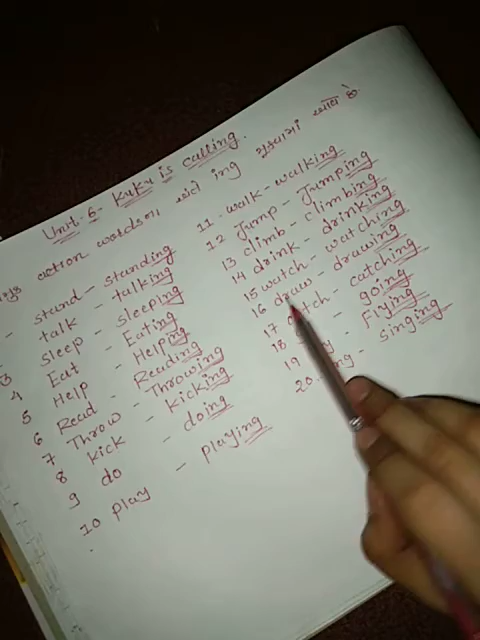 Unit-6- Kuku is calling.
action words ing
- stand - standing
talk - talking
3 sleep - sleeping
4 Eat - Eating
5 Help - Helping
6 Read - Reading
7 Throw - Throwing
8 kick - kicking
9 do - doing
10 play - playing
11. walk - walking
12 Jump - Jumping
13 climb - climbing
14 drink - drinking
15 watch - watching
16 draw - drawing
17 catching
18 - going
19 - Flying
20. - singing